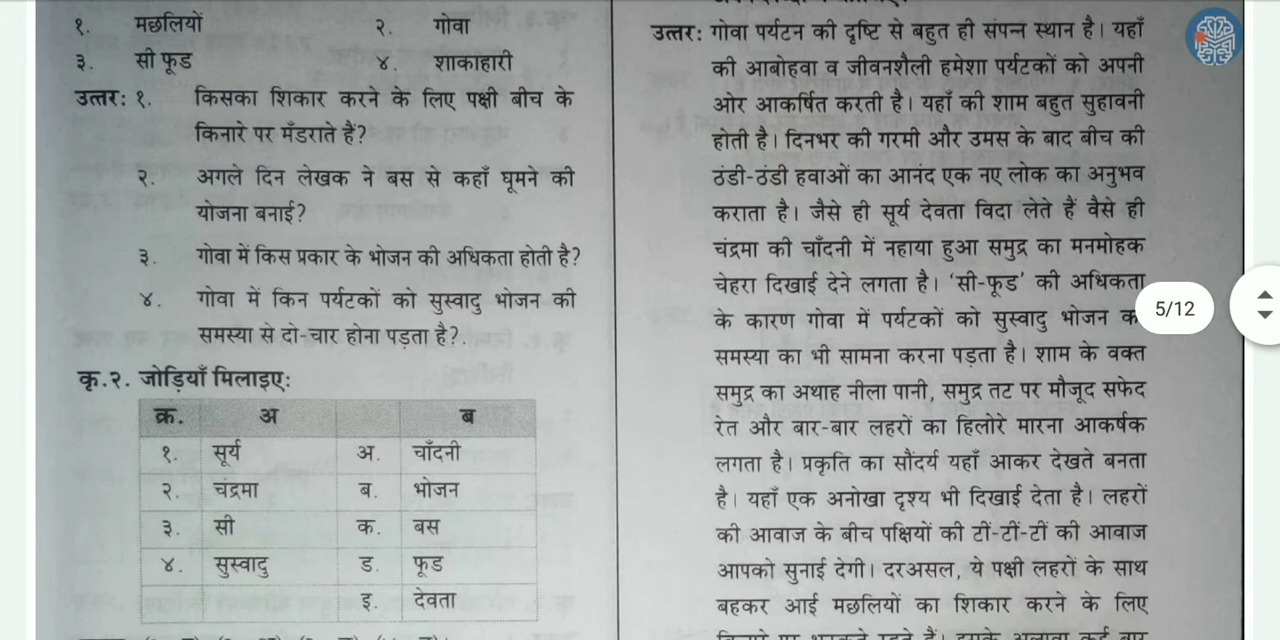 १. मछलियाँ २. गोवा
३. सी फूड ४. शाकाहारी
उत्तर: १. किसका शिकार करने के लिए पक्षी बीच के
किनारे पर मँडराते हैं?
२. अगले दिन लेखक ने बस से कहाँ घूमने की
योजना बनाई?
३. गोवा में किस प्रकार के भोजन की अधिकता होती है?
४. गोवा में किन पर्यटकों को सुस्वादु भोजन की
समस्या से दो चार होना पड़ता है?
कृ.२. जोड़ियाँ मिलाइए:
क्र. अ ब
१. सूर्य अ. चाँदनी
२. चंद्रमा ब. भोजन
३. सी क. बस
४. सुस्वादु ड. फूड
इ. देवता
उत्तर: गोवा पर्यटन की दृष्टि से बहुत ही संपन्न स्थान है। यहाँ
की आबोहवा व जीवनशैली हमेशा पर्यटकों को अपनी
ओर आकर्षित करती है। यहाँ की शाम बहुत सुहावनी
होती है। दिनभर की गरमी और उमस के बाद बीच की
ठंडी-ठंडी हवाओं का आनंद एक नए लोक का अनुभव
कराता है। जैसे ही सूर्य देवता विदा लेते हैं वैसे ही
चंद्रमा की चाँदनी में नहाया हुआ समुद्र का मनमोहक
चेहरा दिखाई देने लगता है। ‘सी-फूड’ की अधिकता
के कारण गोवा में पर्यटकों को सुस्वादु भोजन
समस्या का भी सामना करना पड़ता है। शाम के वक्त
समुद्र का अथाह नीला पानी, समुद्र तट पर मौजूद सफेद
रेत और बार-बार लहरों का हिलोरे मारना आकर्षक
लगता है। प्रकृति का सौंदर्य यहाँ आकर देखते बनता
है। यहाँ एक अनोखा दृश्य भी दिखाई देता है। लहरों
की आवाज के बीच पक्षियों की टीं-टीं-टीं की आवाज
आपको सुनाई देगी। दरअसल, ये पक्षी लहरों के साथ
बहकर आई मछलियों का शिकार करने के लिए
5/12